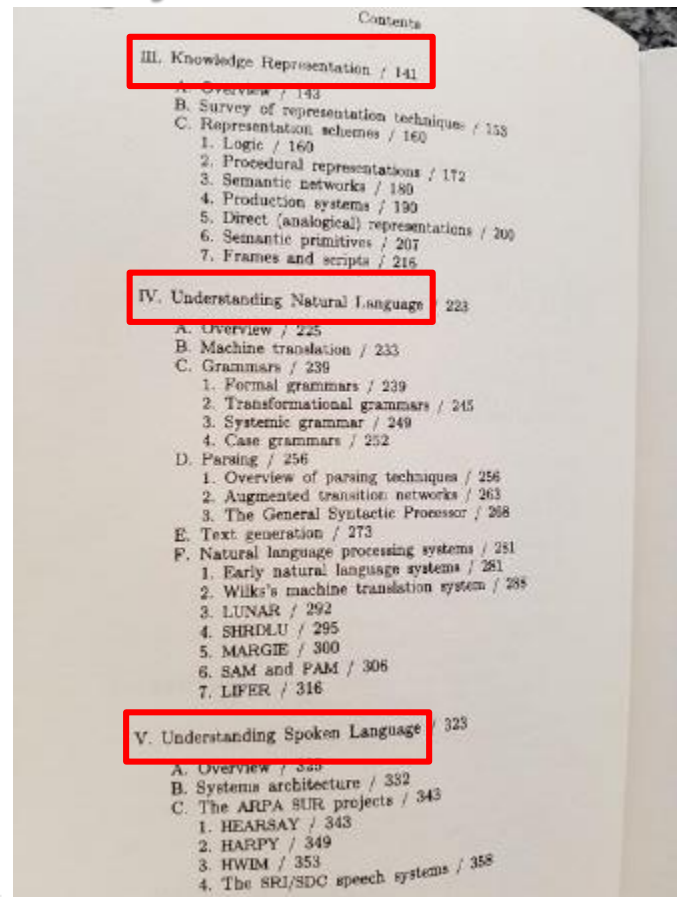 Contents
III. Knowledge Representation / 141
A. Overview / 143
B. Survey of representation techniques / 153
C. Representation schemes / 160
1. Logic / 160
2. Procedural representations / 172
3. Semantic networks / 180
4. Production systems / 190
5. Direct (analogical) representations / 200
6. Semantic primitives / 207
7. Frames and scripts / 216
IV. Understanding Natural Language / 223
A. Overview / 225
B. Machine translation / 233
C. Grammars / 239
1. Formal grammars / 239
2. Transformational grammars / 245
3. Systemic grammar / 249
4. Case grammars / 252
D. Parsing / 256
1. Overview of parsing techniques / 256
2. Augmented transition networks / 263
3. The General Syntactic Processor / 268
E. Text generation / 273
F. Natural language processing systems / 281
1. Early natural language systems / 281
2. Wilks's machine translation system / 288
3. LUNAR / 292
4. SHRDLU / 295
5. MARGIE / 300
6. SAM and PAM / 306
7. LIFER / 316
V. Understanding Spoken Language / 323
A. Overview / 325
B. Systems architecture / 332
C. The ARPA SUR projects / 343
1. HEARSAY / 343
2. HARPY / 349
3. HWIM / 353
4. The SRI/SDC speech systems / 358